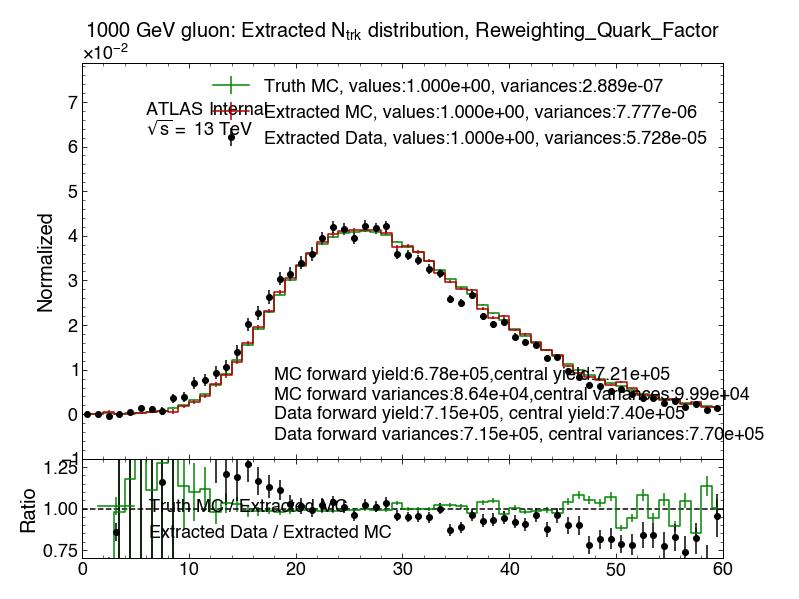 1000 GeV gluon: Extracted Ntrk distribution, Reweighting_Quark_Factor
×10−2
Truth MC, values:1.000e+00, variances:2.889e-07
ATLAS Internal
Extracted MC, values:1.000e+00, variances:7.777e-06
√s = 13 TeV
Extracted Data, values:1.000e+00, variances:5.728e-05
7
6
5
4
3
2
1
0
−1
Normalized
MC forward yield:6.78e+05,central yield:7.21e+05
MC forward variances:8.64e+04,central variances:9.99e+04
Data forward yield:7.15e+05, central yield:7.40e+05
Data forward variances:7.15e+05, central variances:7.70e+05
1.25
1.00
0.75
Ratio
Truth MC / Extracted MC
Extracted Data / Extracted MC
0 10 20 30 40 50 60